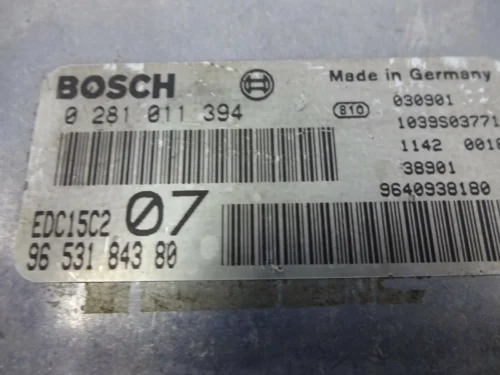 BOSCH
0 281 011 394
EDC15C2 07
96 531 843 80
Made in Germany
810 030901
1039S03771
1142 0018
38901
9640938180